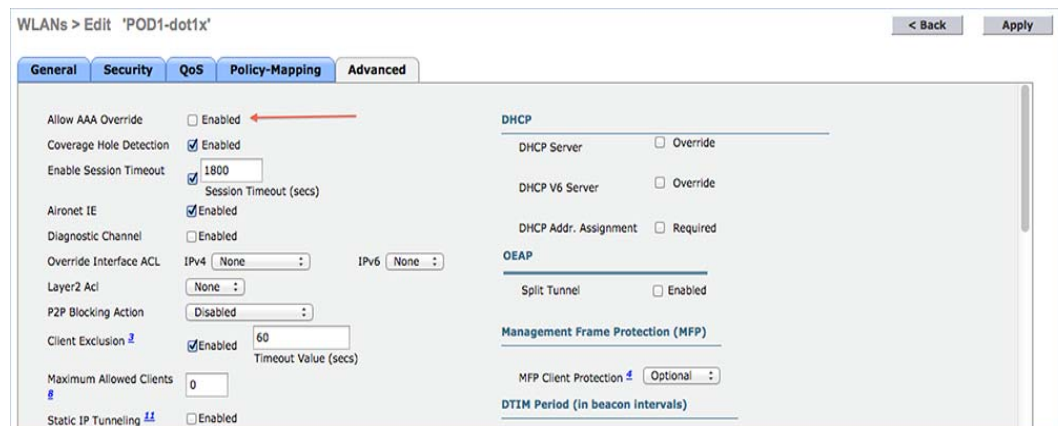 WLANs > Edit 'POD1-dot1x'
< Back
Apply
General
Security
QoS
Policy-Mapping
Advanced
Allow AAA Override
Enabled
Coverage Hole Detection
Enabled
Enable Session Timeout
1800
Session Timeout (secs)
Aironet IE
Enabled
Diagnostic Channel
Enabled
Override Interface ACL
IPv4 None
IPv6 None
Layer2 Acl
None
P2P Blocking Action
Disabled
Client Exclusion 3
Enabled
60
Timeout Value (secs)
Maximum Allowed Clients
8
0
Static IP Tunneling 11
Enabled
DHCP
DHCP Server
Override
DHCP V6 Server
Override
DHCP Addr. Assignment
Required
OEAP
Split Tunnel
Enabled
Management Frame Protection (MFP)
MFP Client Protection 4
Optional
DTIM Period (in beacon intervals)